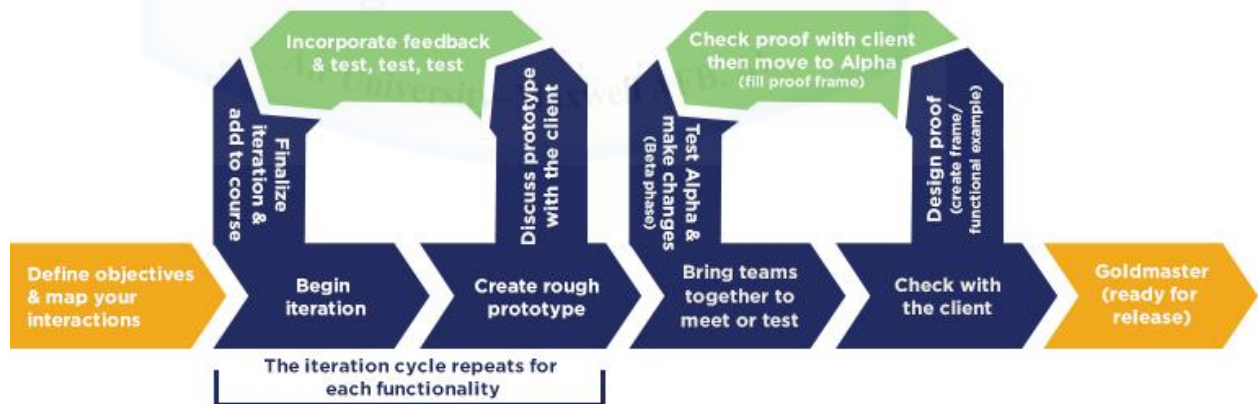 Incorporate feedback
& test, test, test
Check proof with client
then move to Alpha
(fill proof frame)
Finalize
iteration &
add to course
Discuss prototype
with the client
Test Alpha &
make changes
(Beta phase)
Design proof
(create frame/
functional example)
Define objectives
& map your
interactions
Begin
iteration
Create rough
prototype
Bring teams
together to
meet or test
Check with
the client
Goldmaster
(ready for
release)
The iteration cycle repeats for
each functionality